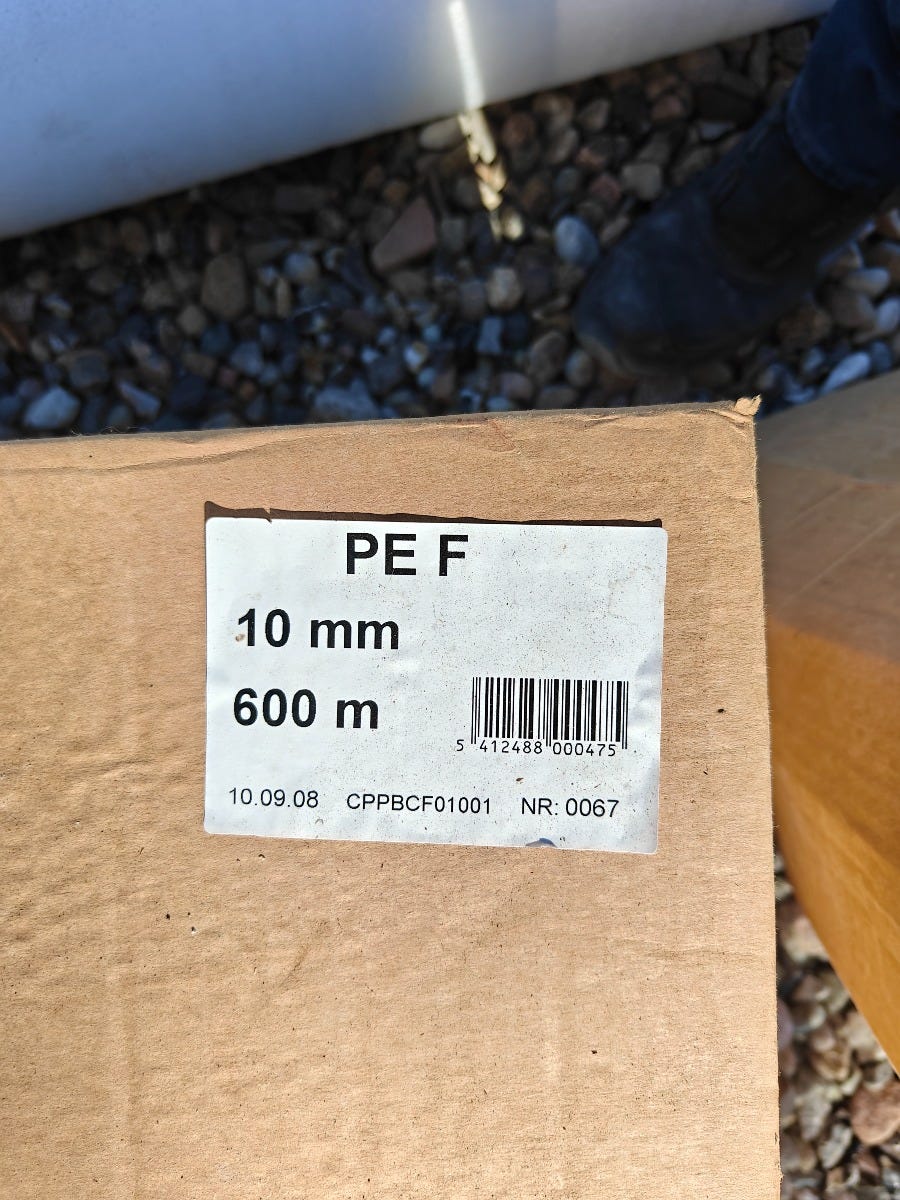 PE F
10 mm
600 m
5 412488 000475
10.09.08 CPPBCF01001 NR: 0067